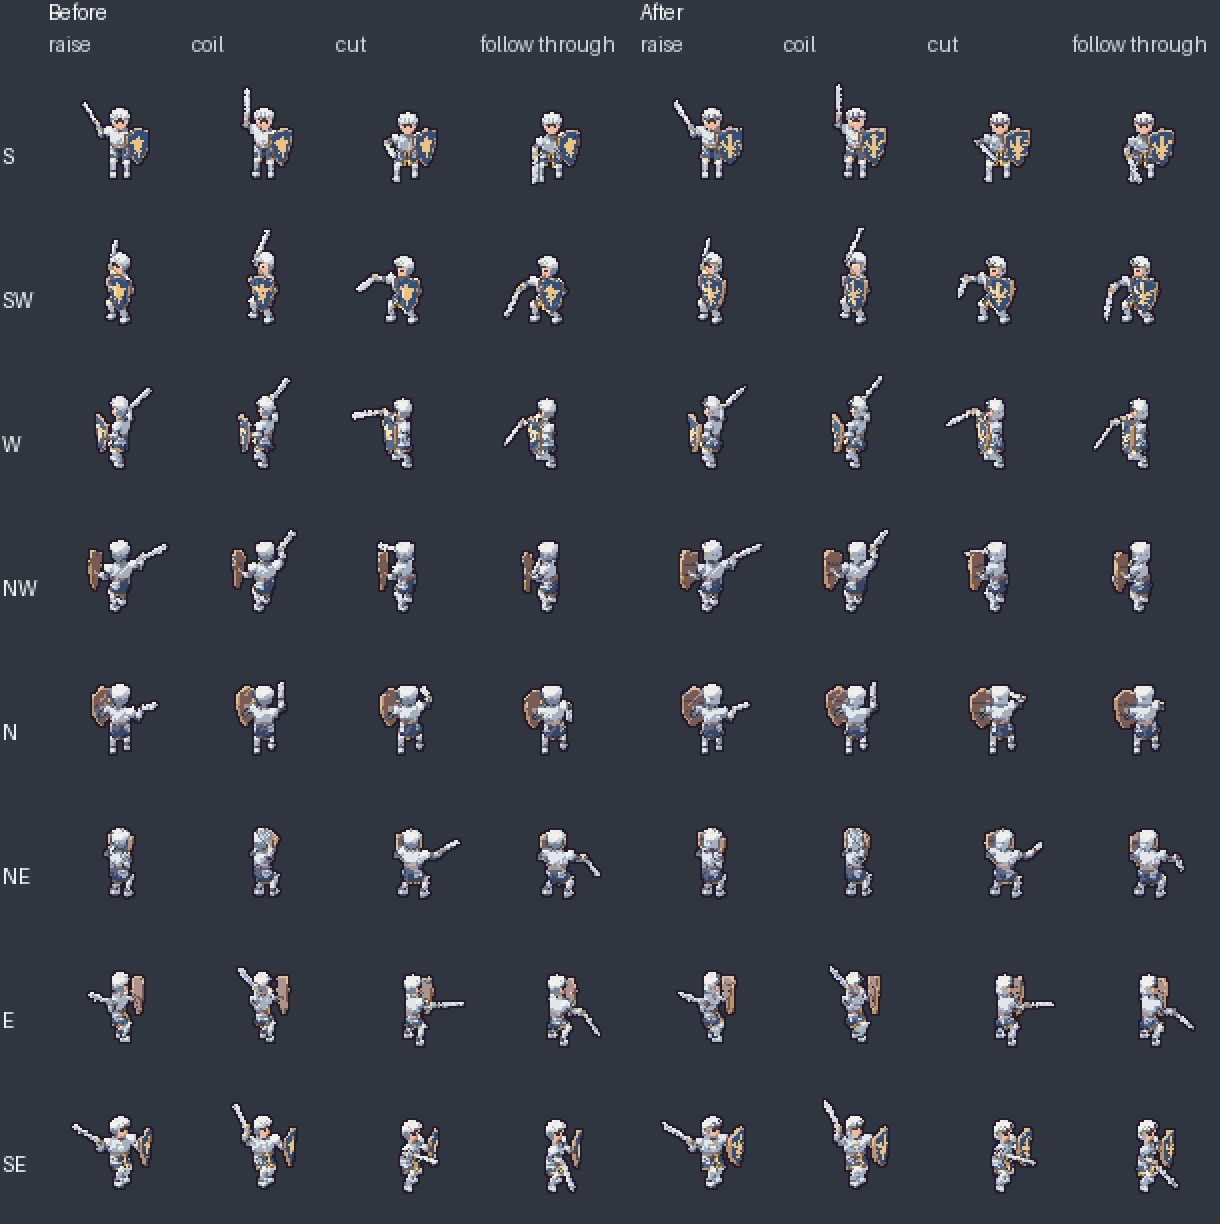 Before After
raise coil cut follow through raise coil cut follow through
S
SW
W
NW
N
NE
E
SE